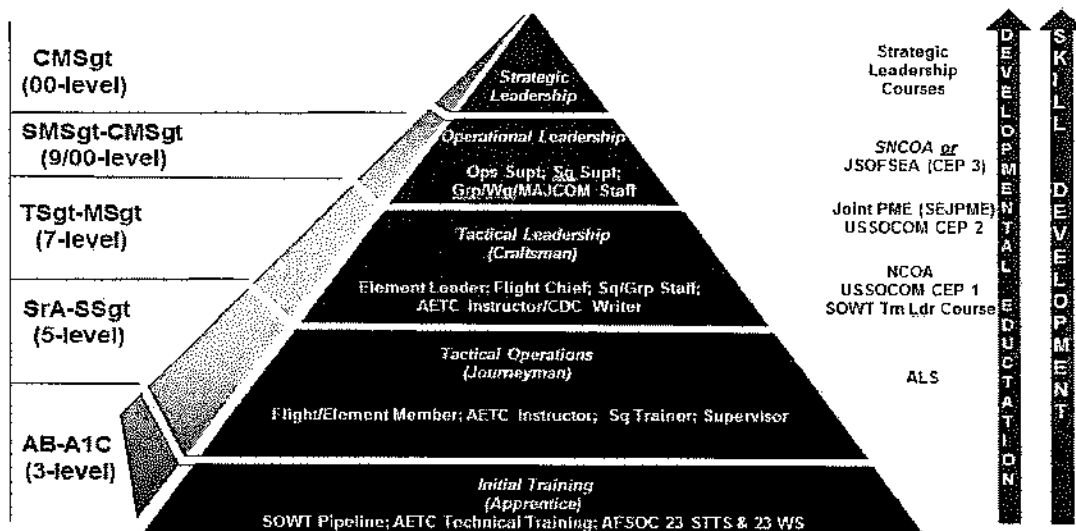 CMSgt
(00-level)
SMSgt-CMSgt
(9/00-level)
TSgt-MSgt
(7-level)
SrA-SSgt
(5-level)
AB-A1C
(3-level)
Strategic
Leadership
Operational Leadership
Ops Supt; Sq Supt;
Grp/Wg/MAJCOM Staff
Tactical Leadership
(Craftsman)
Element Leader; Flight Chief; Sq/Grp Staff;
AETC Instructor/CDC Writer
Tactical Operations
(Journeyman)
Flight/Element Member; AETC Instructor; Sq Trainer; Supervisor
Initial Training
(Apprentice)
SOWT Pipeline; AETC Technical Training; AFSOC 23 STTS & 23 WS
Strategic
Leadership
Courses
SNCOA or
JSOFSEA (CEP 3)
Joint PME (SEJPME)
USSOCOM CEP 2
NCOA
USSOCOM CEP 1
SOWT Tm Ldr Course
ALS
DEVELOPMENTAL EDUCTATION
SKILL DEVELOPMENT